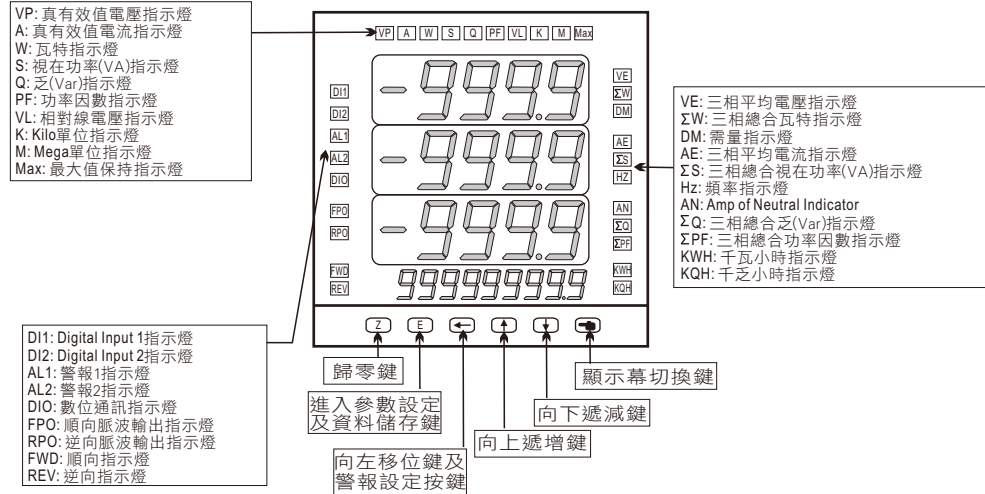 VP: 真有效值電壓指示燈
A: 真有效值電流指示燈
W: 瓦特指示燈
S: 視在功率(VA)指示燈
Q: 乏(Var)指示燈
PF: 功率因數指示燈
VL: 相對線電壓指示燈
K: Kilo單位指示燈
M: Mega單位指示燈
Max: 最大值保持指示燈
VP A W S Q PF VL K M Max
DI1
DI2
AL1
AL2
DIO
FPO
RPO
FWD
REV
-999.9
-999.9
-999.9
99999999.9
VE
ΣW
DM
AE
ΣS
HZ
AN
ΣQ
ΣPF
KWH
KQH
VE: 三相平均電壓指示燈
ΣW: 三相總合瓦特指示燈
DM: 需量指示燈
AE: 三相平均電流指示燈
ΣS: 三相總合視在功率(VA)指示燈
Hz: 頻率指示燈
AN: Amp of Neutral Indicator
ΣQ: 三相總合乏(Var)指示燈
ΣPF: 三相總合功率因數指示燈
KWH: 千瓦小時指示燈
KQH: 千乏小時指示燈
DI1: Digital Input 1指示燈
DI2: Digital Input 2指示燈
AL1: 警報1指示燈
AL2: 警報2指示燈
DIO: 數位通訊指示燈
FPO: 順向脈波輸出指示燈
RPO: 逆向脈波輸出指示燈
FWD: 順向指示燈
REV: 逆向指示燈
Z E
歸零鍵
進入參數設定
及資料儲存鍵
向左移位鍵及
警報設定按鍵
向上遞增鍵
向下遞減鍵
顯示幕切換鍵